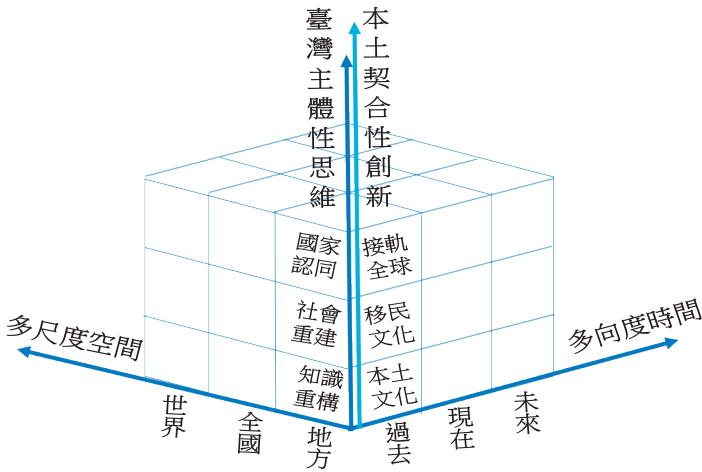 臺灣主體性思維
本土契合性創新
國家
認同
接軌
全球
社會
重建
移民
文化
知識
重構
本土
文化
多尺度空間
多向度時間
世界
全國
地方
過去
現在
未來